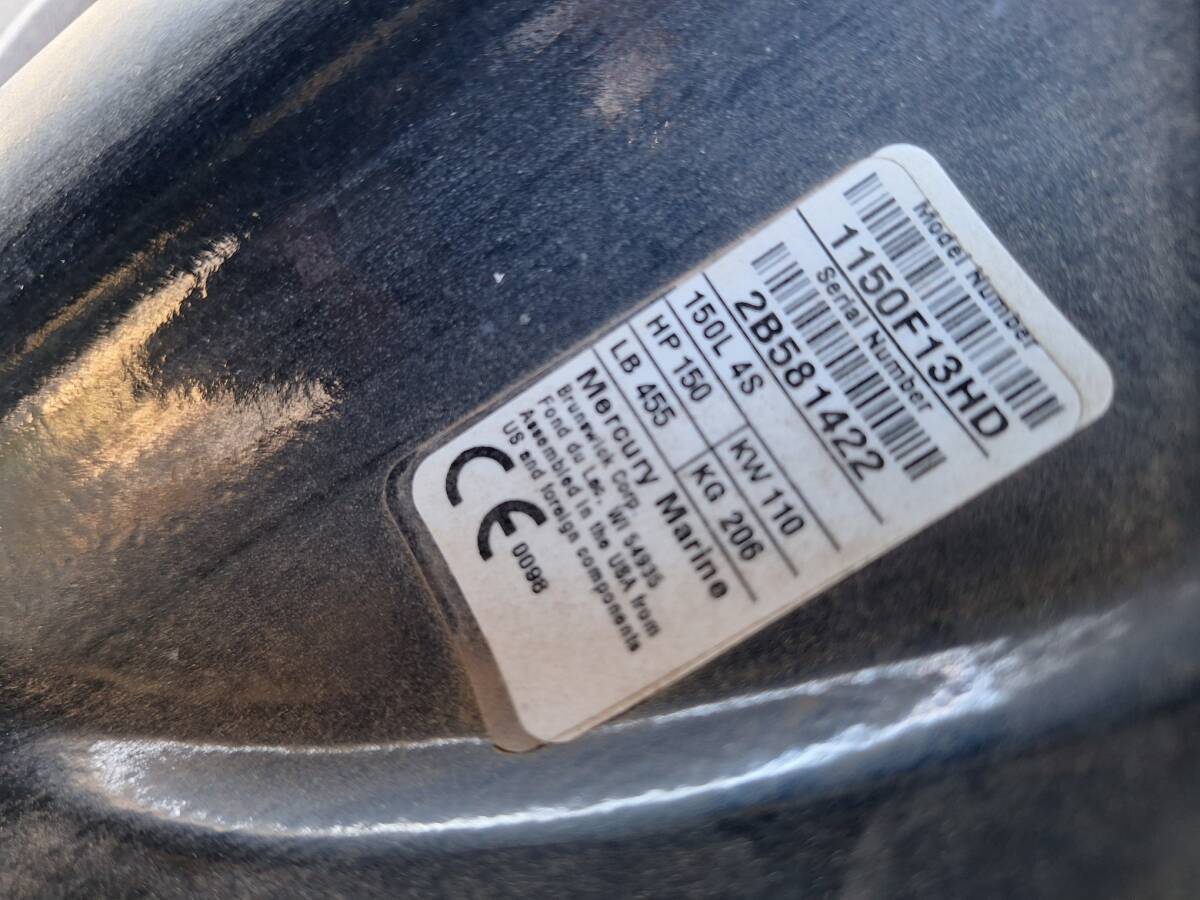 Model Number
1150F13HD
Serial Number
2B581422
150L 4S
HP 150 KW 110
LB 455 KG 206
Mercury Marine
Brunswick Corp.
Fond du Lac, WI 54935
Assembled in the USA from
US and foreign components
CE 0098